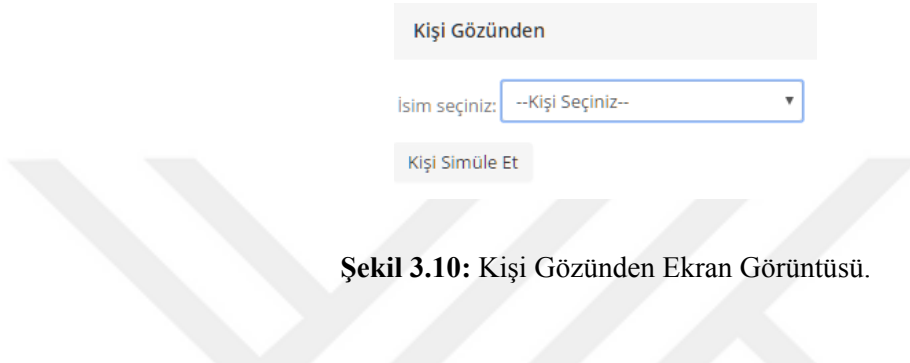 Kişi Gözünden
İsim seçiniz: --Kişi Seçiniz--
Kişi Simüle Et
Şekil 3.10: Kişi Gözünden Ekran Görüntüsü.